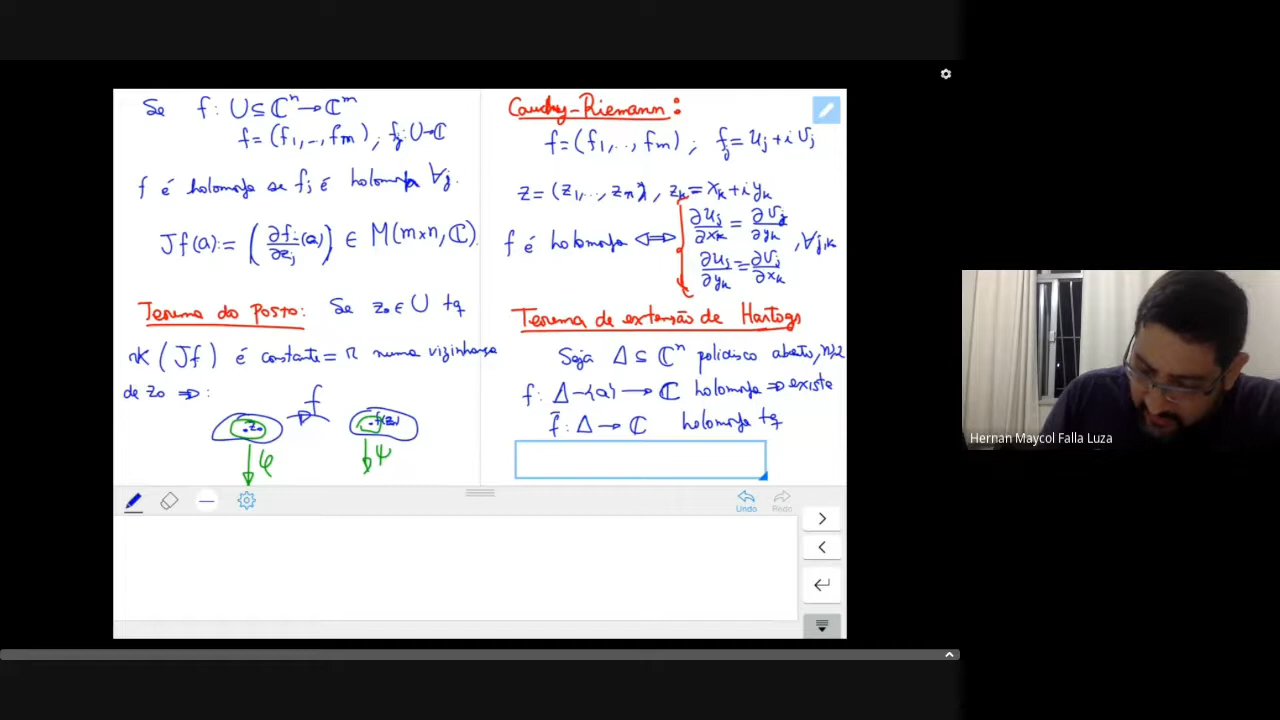 Se f: U ⊆ ℂⁿ → ℂᵐ
f = (f₁, .., fm) ; fj: U → ℂ
f é holomorfa se fj é holomorfa ∀j.
Jf(a) := (∂fi/∂zj (a)) ∈ M(m×n, ℂ).
Teorema do Posto: Se z₀ ∈ U tq
rk (Jf) é constante = r numa vizinhança
de z₀ ⇒ :
f
z₀ f(z₀)
φ ψ
Cauchy-Riemann:
f = (f₁, .., fm) ; fj = uj + i vj
z = (z₁, .., zn), zk = xk + i yk
f é holomorfa ⇔ ∂uj/∂xk = ∂vj/∂yk
∂uj/∂yk = ∂vj/∂xk , ∀j,k
Teorema de extensão de Hartogs
Seja Δ ⊆ ℂⁿ polidisco aberto, n≥2
f: Δ-{a} → ℂ holomorfa ⇒ existe
f̄: Δ → ℂ holomorfa tq
Undo Redo
Hernan Maycol Falla Luza